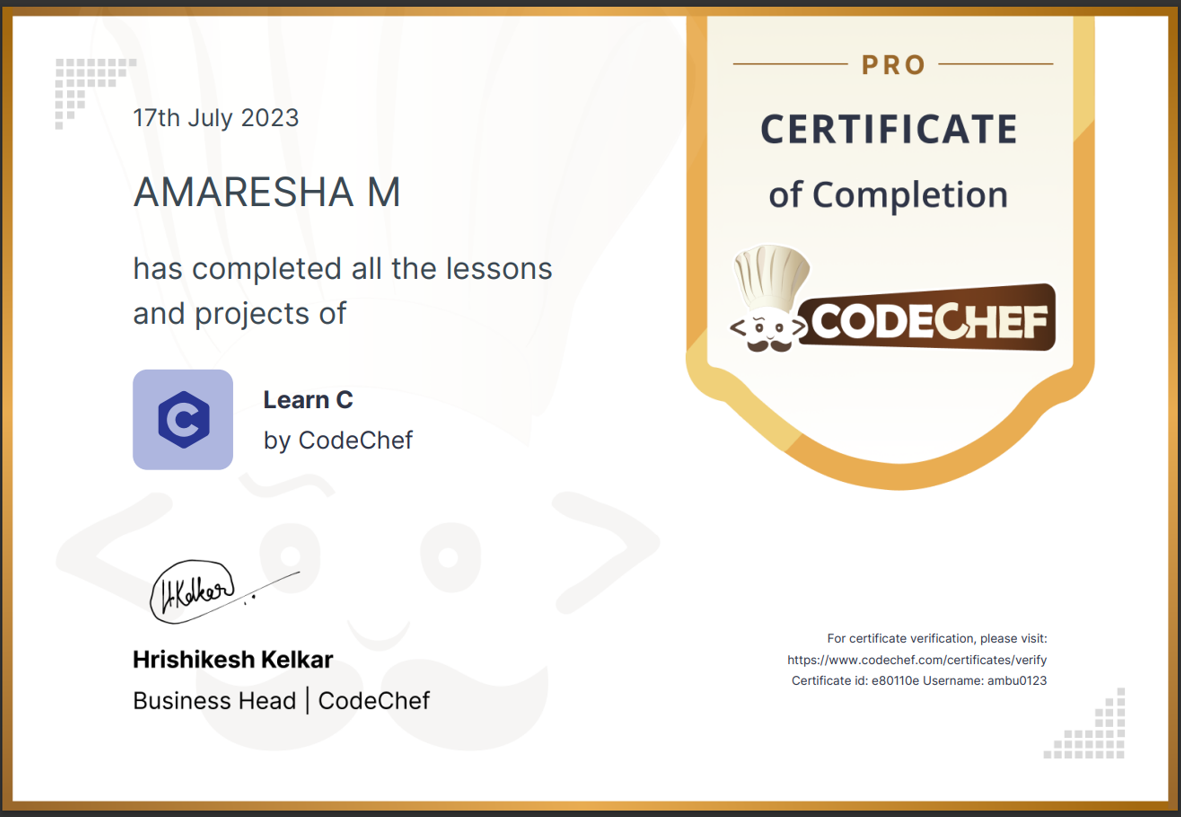 17th July 2023
AMARESHA M
has completed all the lessons
and projects of
C
Learn C
by CodeChef
H.Kelkar
Hrishikesh Kelkar
Business Head | CodeChef
PRO
CERTIFICATE
of Completion
CODECHEF
For certificate verification, please visit:
https://www.codechef.com/certificates/verify
Certificate id: e80110e Username: ambu0123